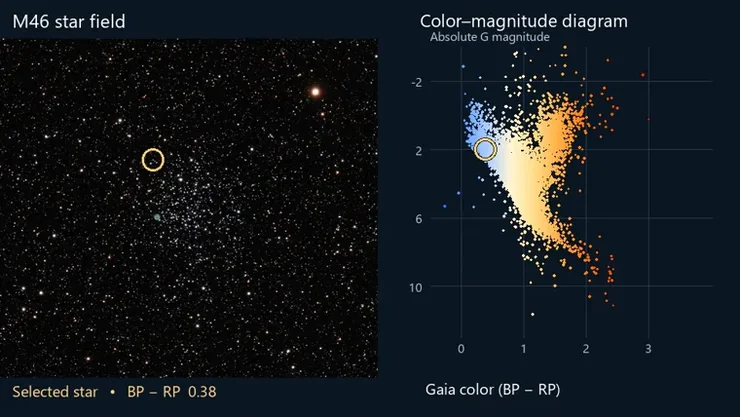 M46 star field
Selected star • BP – RP 0.38
Color–magnitude diagram
Absolute G magnitude
-2
2
6
10
0 1 2 3
Gaia color (BP – RP)